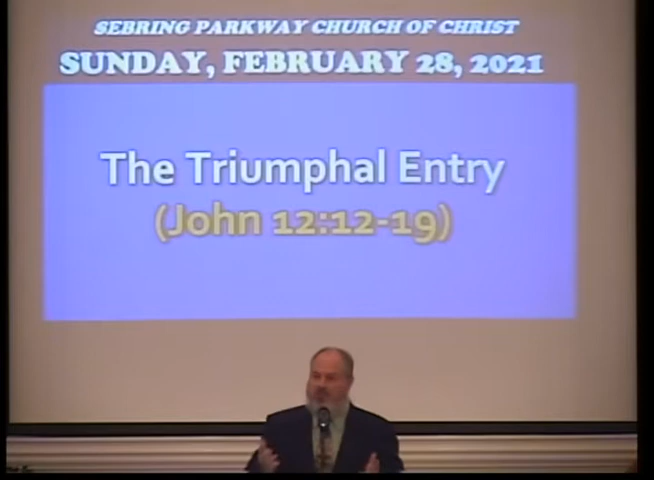 SEBRING PARKWAY CHURCH OF CHRIST
SUNDAY, FEBRUARY 28, 2021
The Triumphal Entry
(John 12:12-19)